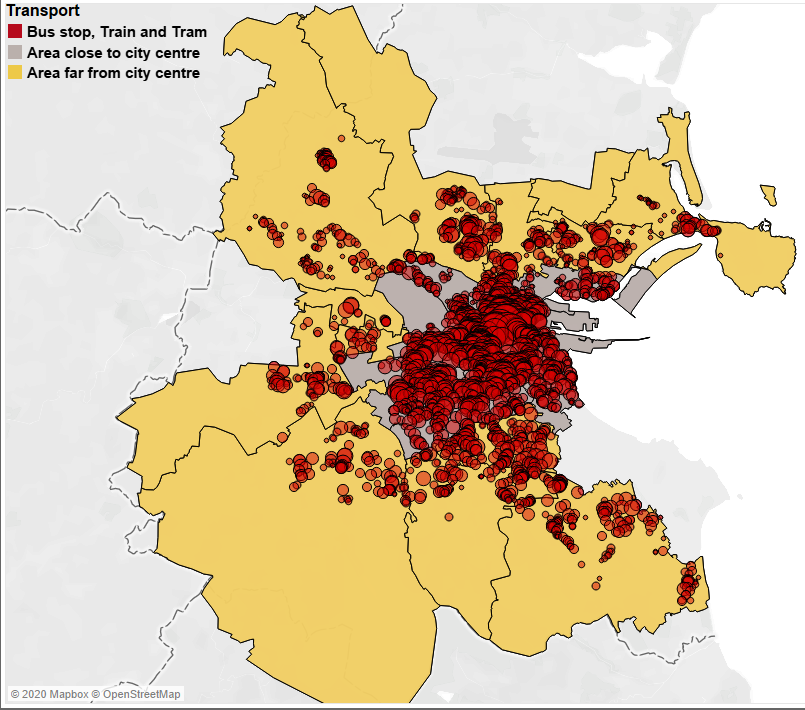 Transport
Bus stop, Train and Tram
Area close to city centre
Area far from city centre
© 2020 Mapbox © OpenStreetMap